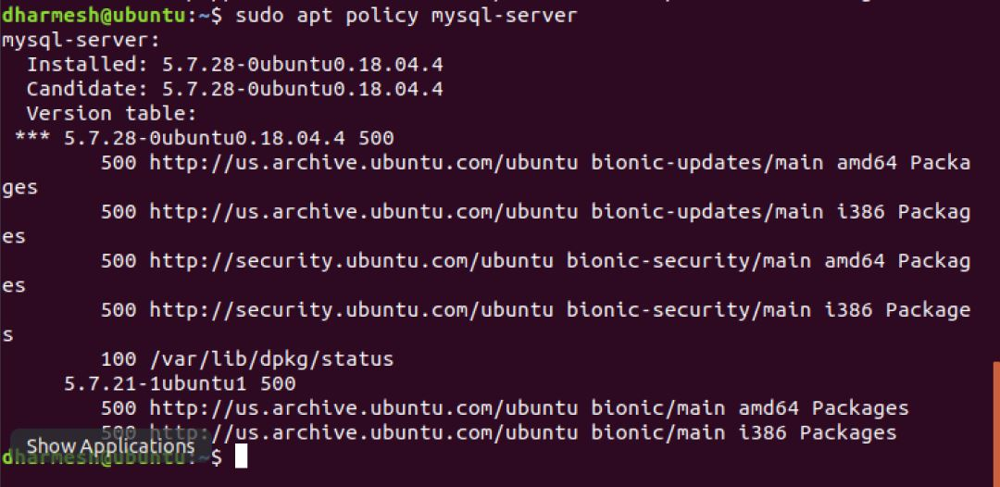 dharmesh@ubuntu:~$ sudo apt policy mysql-server
mysql-server:
  Installed: 5.7.28-0ubuntu0.18.04.4
  Candidate: 5.7.28-0ubuntu0.18.04.4
  Version table:
 *** 5.7.28-0ubuntu0.18.04.4 500
        500 http://us.archive.ubuntu.com/ubuntu bionic-updates/main amd64 Packa
ges
        500 http://us.archive.ubuntu.com/ubuntu bionic-updates/main i386 Packag
es
        500 http://security.ubuntu.com/ubuntu bionic-security/main amd64 Packag
es
        500 http://security.ubuntu.com/ubuntu bionic-security/main i386 Package
s
        100 /var/lib/dpkg/status
     5.7.21-1ubuntu1 500
        500 http://us.archive.ubuntu.com/ubuntu bionic/main amd64 Packages
        500 http://us.archive.ubuntu.com/ubuntu bionic/main i386 Packages
Show Applications
dharmesh@ubuntu:~$